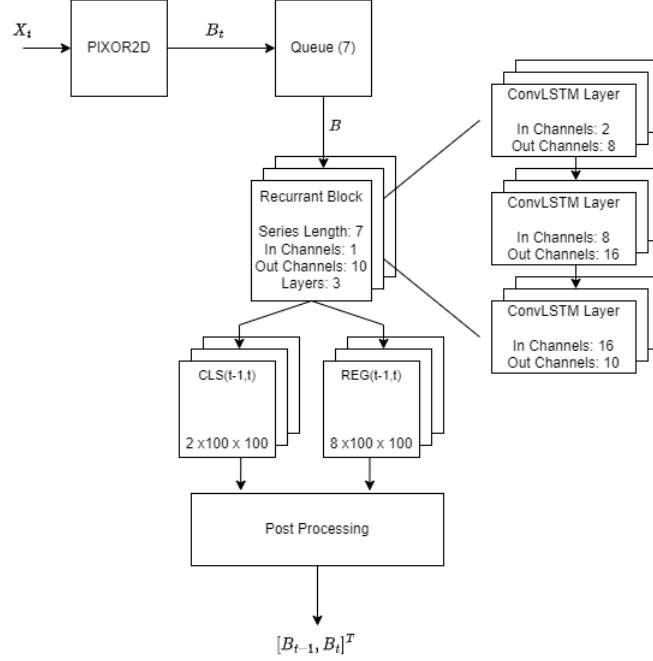 X_t
PIXOR2D
B_t
Queue (7)
B
Recurrant Block
Series Length: 7
In Channels: 1
Out Channels: 10
Layers: 3
ConvLSTM Layer
In Channels: 2
Out Channels: 8
ConvLSTM Layer
In Channels: 8
Out Channels: 16
ConvLSTM Layer
In Channels: 16
Out Channels: 10
CLS(t-1,t)
2 x100 x 100
REG(t-1,t)
8 x100 x 100
Post Processing
[B_{t-1}, B_t]^T